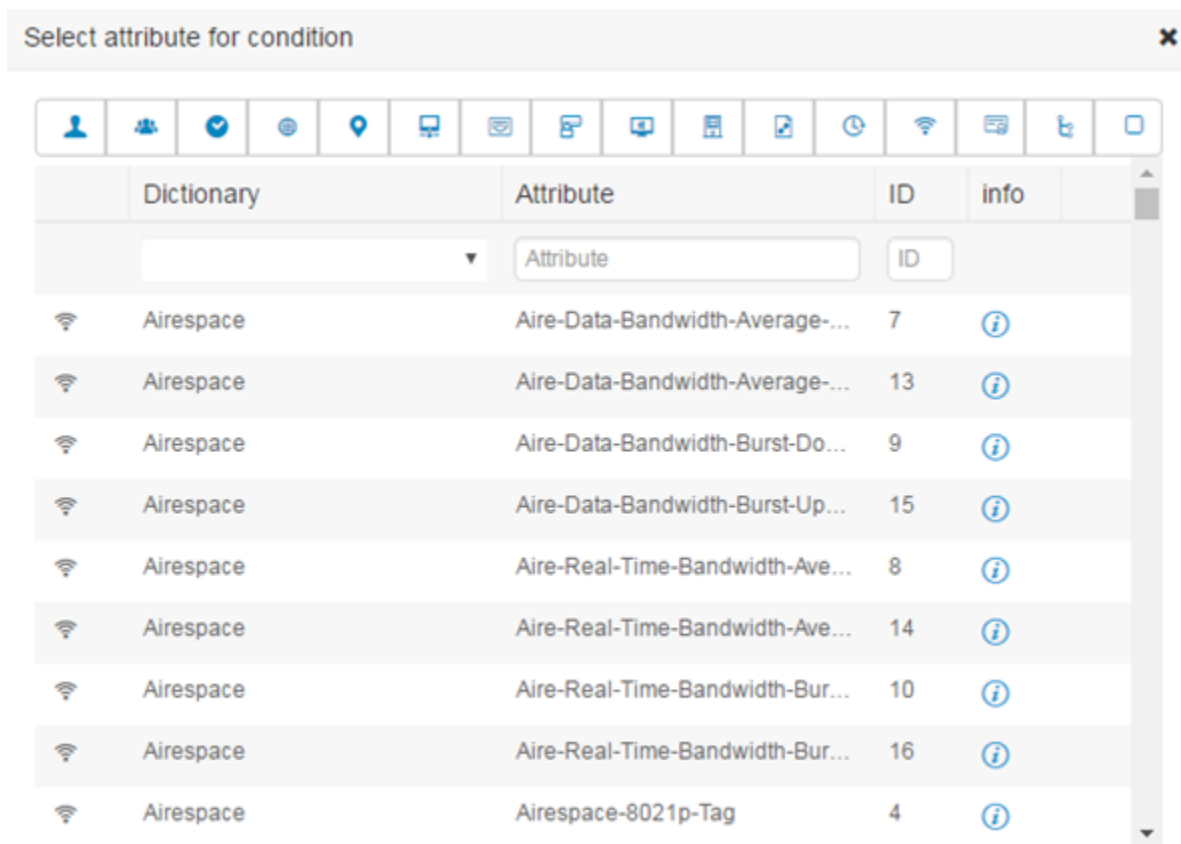 Select attribute for condition
Dictionary Attribute ID info
Attribute ID
Airespace Aire-Data-Bandwidth-Average-... 7
Airespace Aire-Data-Bandwidth-Average-... 13
Airespace Aire-Data-Bandwidth-Burst-Do... 9
Airespace Aire-Data-Bandwidth-Burst-Up... 15
Airespace Aire-Real-Time-Bandwidth-Ave... 8
Airespace Aire-Real-Time-Bandwidth-Ave... 14
Airespace Aire-Real-Time-Bandwidth-Bur... 10
Airespace Aire-Real-Time-Bandwidth-Bur... 16
Airespace Airespace-8021p-Tag 4